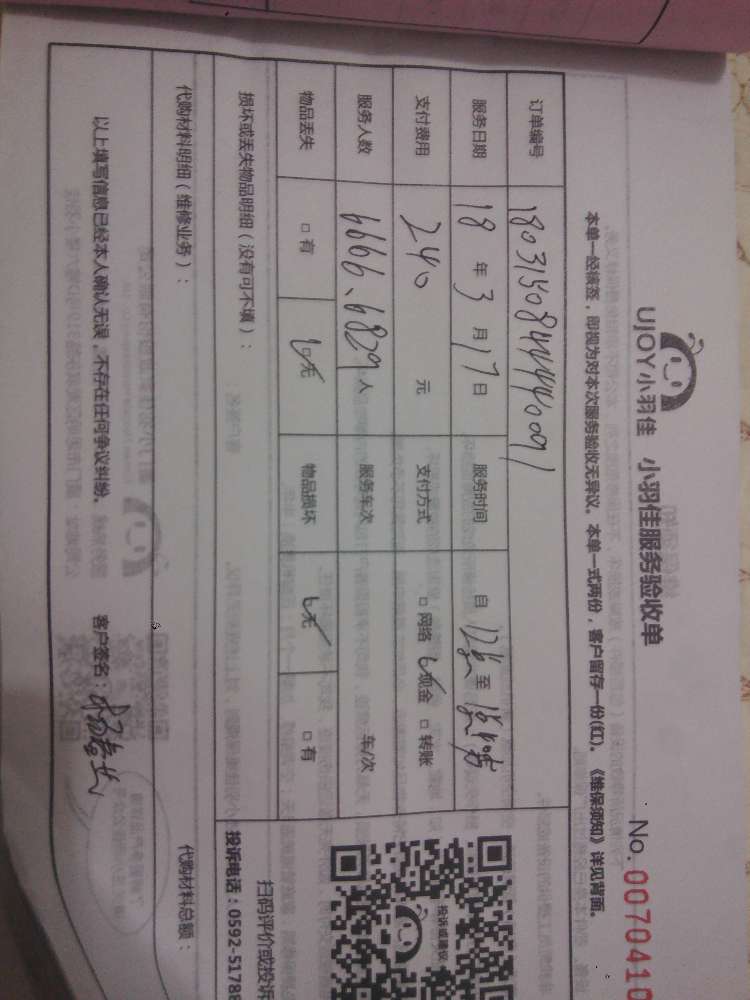 UJOY小羽佳 小羽佳服务验收单
No. 0070410
本单一经签签，即视为对本次服务验收无异议。本单一式两份，客户留存一份(红)。《维保须知》详见背面。
订单编号 1803150844440091
服务日期 18 年 3 月 17 日 服务时间 自 12点 至
支付费用 240 元 支付方式 □ 网络 □ 现金 □ 转账
服务人数 6666、6829 人 服务车次 车/次
物品丢失 □ 有 □ 无 物品损坏 □ 无 □ 有
损坏或丢失物品明细（没有可不填）：
代购材料明细（维修业务）： 代购材料总额：
以上填写信息已经本人确认无误，不存在任何争议纠纷。 客户签名：
投诉或建议
扫码评价或投诉
投诉电话：0592-51788